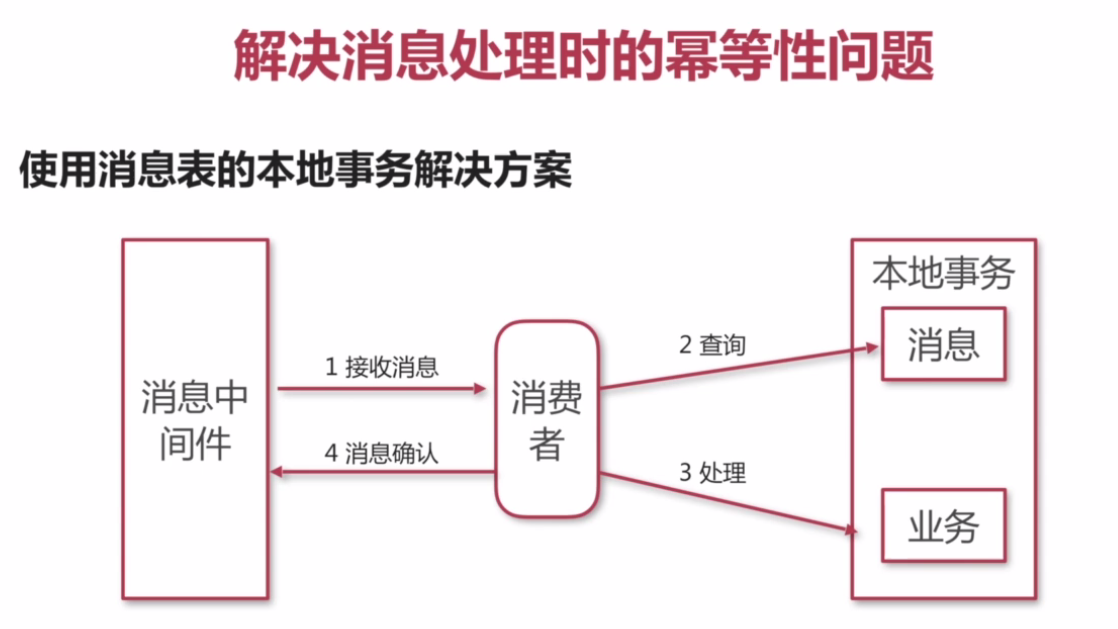 解决消息处理时的幂等性问题
使用消息表的本地事务解决方案
消息中
间件
1 接收消息
4 消息确认
消费
者
2 查询
3 处理
本地事务
消息
业务